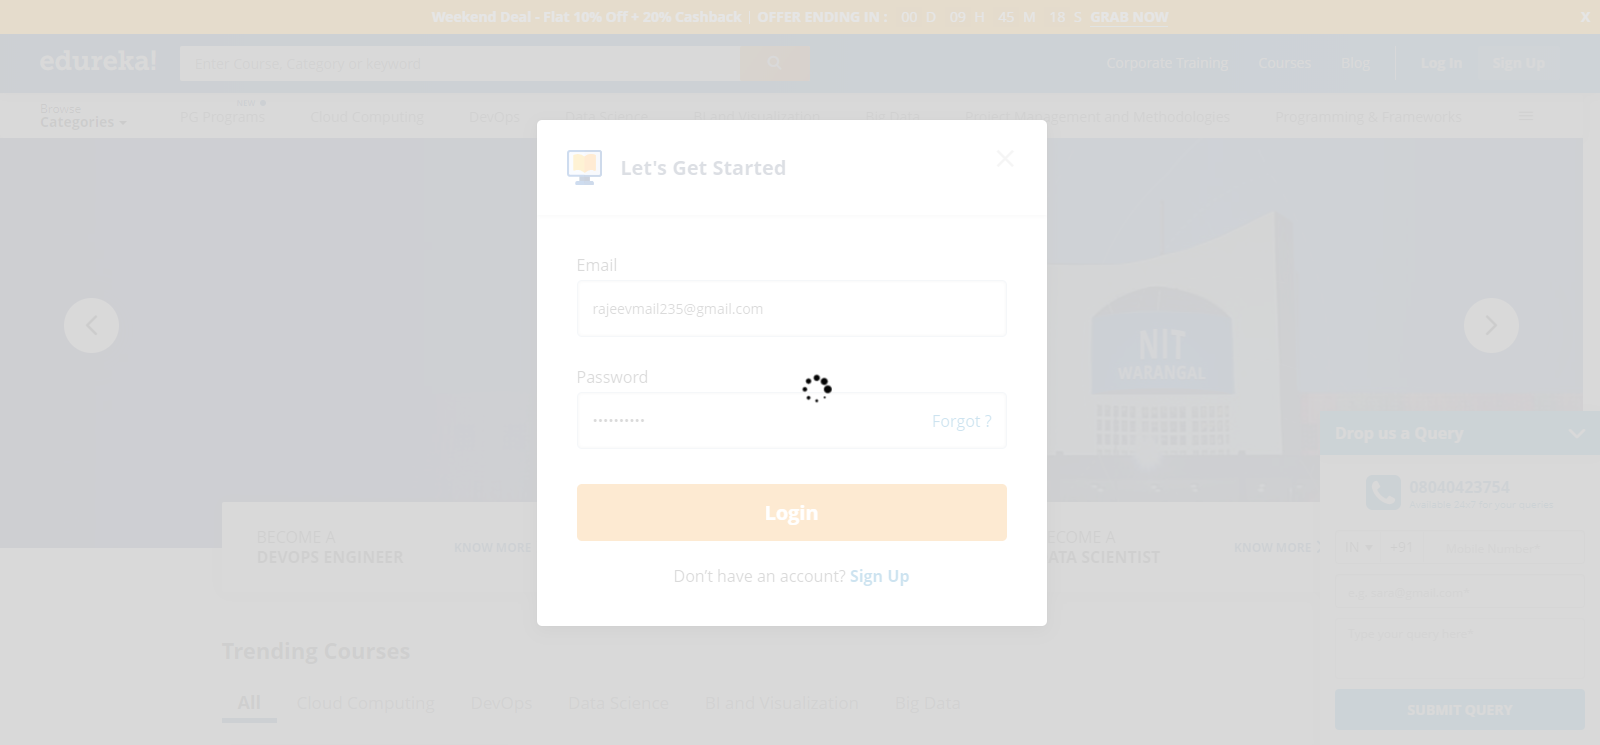 Weekend Deal - Flat 10% Off + 20% Cashback | OFFER ENDING IN : 00 D 09 H 45 M 18 S GRAB NOW X
edureka!
Enter Course, Category or keyword
Corporate Training Courses Blog Log In Sign Up
Browse
Categories
PG Programs Cloud Computing DevOps Data Science BI and Visualization Big Data Project Management and Methodologies Programming & Frameworks
Let's Get Started
Email
rajeevmail235@gmail.com
Password
••••••••••
Forgot ?
Login
Don't have an account? Sign Up
NIT
WARANGAL
BECOME A
DEVOPS ENGINEER
KNOW MORE
ECOME A
ATA SCIENTIST
KNOW MORE
Drop us a Query
08040423754
Available 24x7 for your queries
IN +91 Mobile Number*
e.g. sara@gmail.com*
Type your query here*
SUBMIT QUERY
Trending Courses
All Cloud Computing DevOps Data Science BI and Visualization Big Data